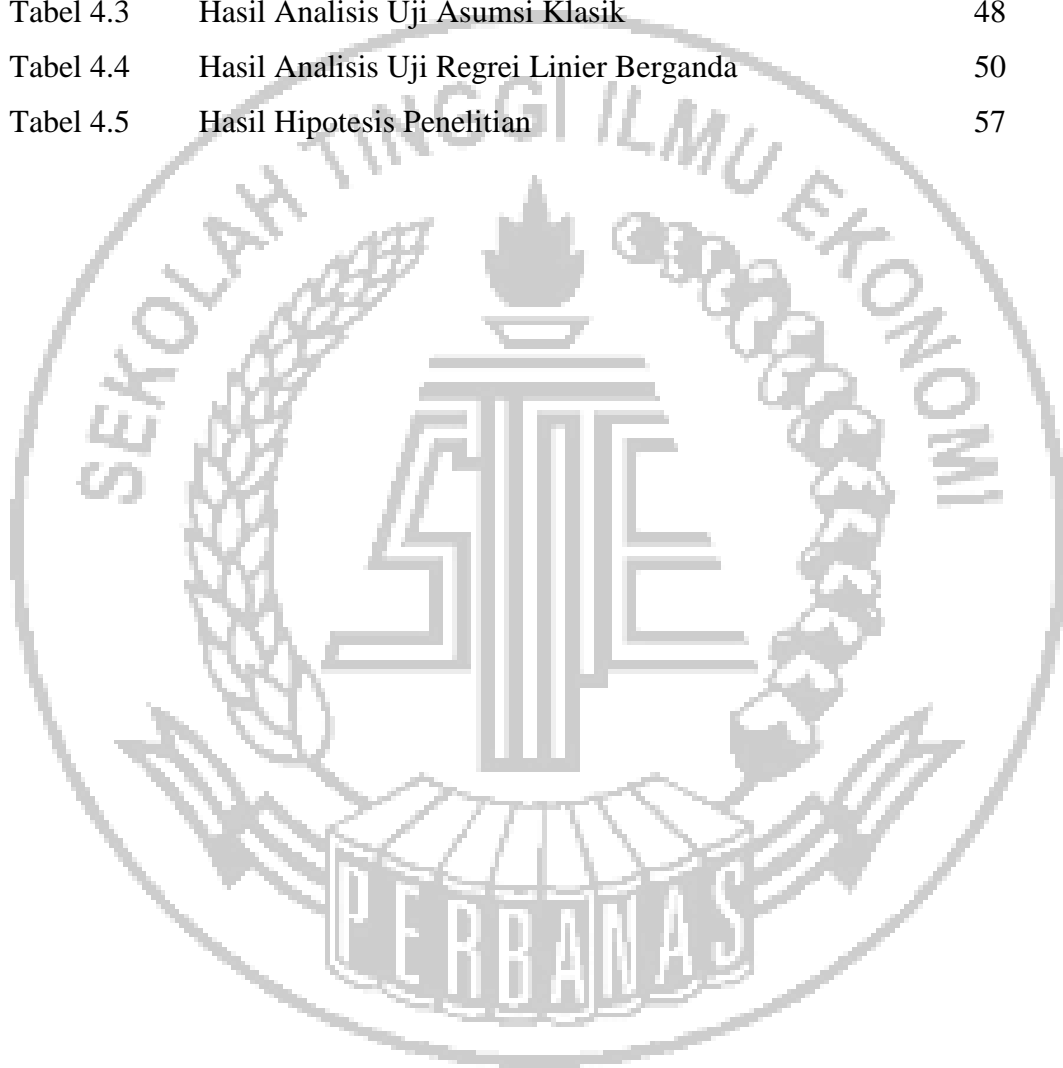 Tabel 4.3 Hasil Analisis Uji Asumsi Klasik 48
Tabel 4.4 Hasil Analisis Uji Regrei Linier Berganda 50
Tabel 4.5 Hasil Hipotesis Penelitian 57
SEKOLAH TINGGI ILMU EKONOMI
STIE
PERBANAS